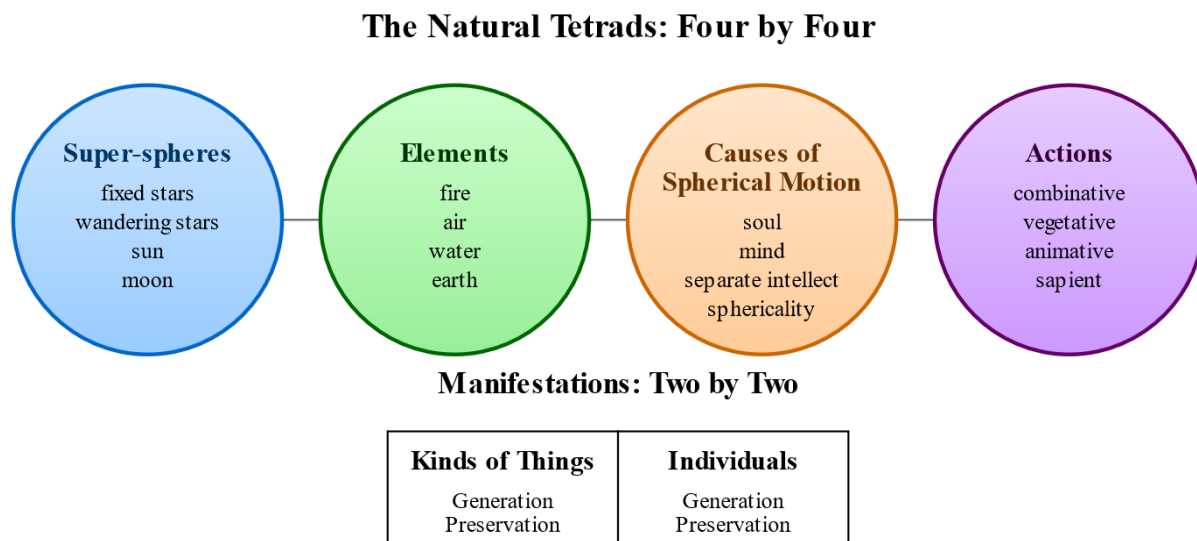 The Natural Tetrads: Four by Four
Super-spheres
fixed stars
wandering stars
sun
moon
Elements
fire
air
water
earth
Causes of
Spherical Motion
soul
mind
separate intellect
sphericality
Actions
combinative
vegetative
animative
sapient
Manifestations: Two by Two
Kinds of Things
Generation
Preservation
Individuals
Generation
Preservation